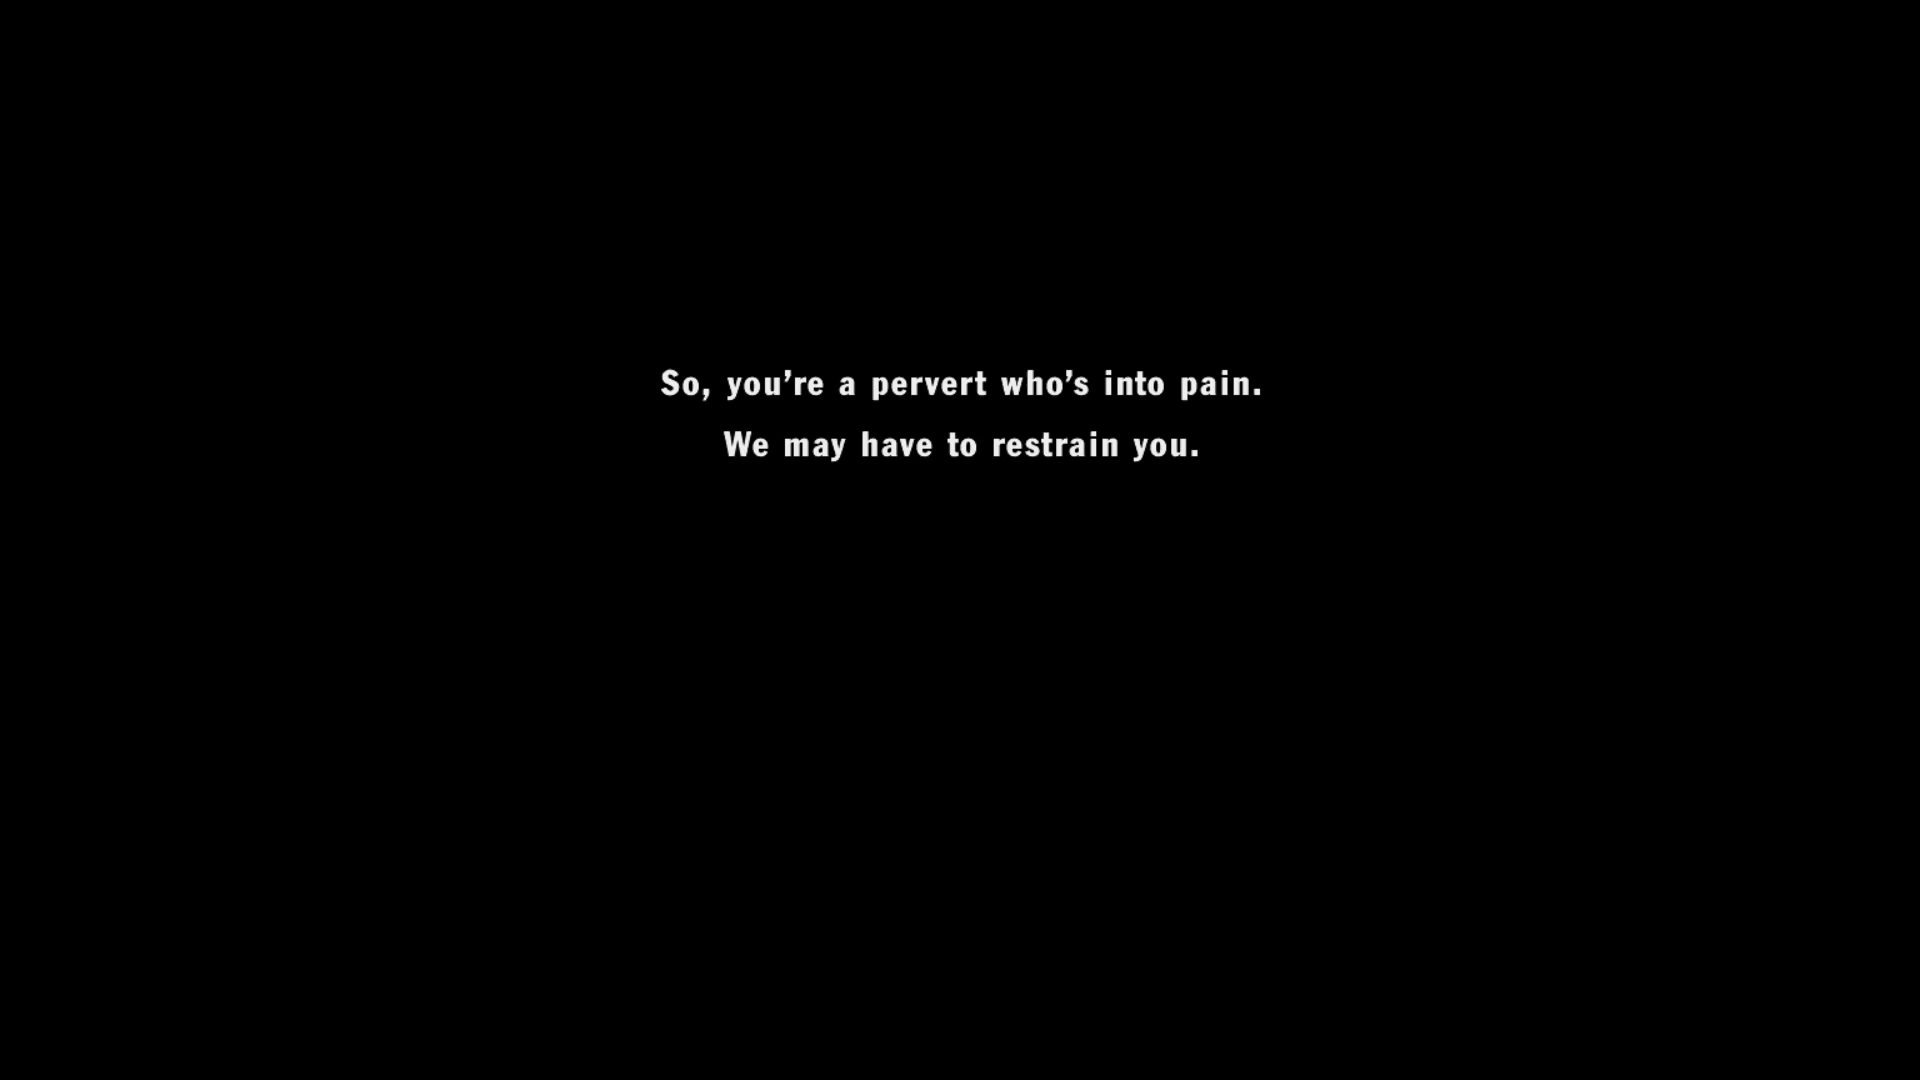 So, you’re a pervert who’s into pain.
We may have to restrain you.